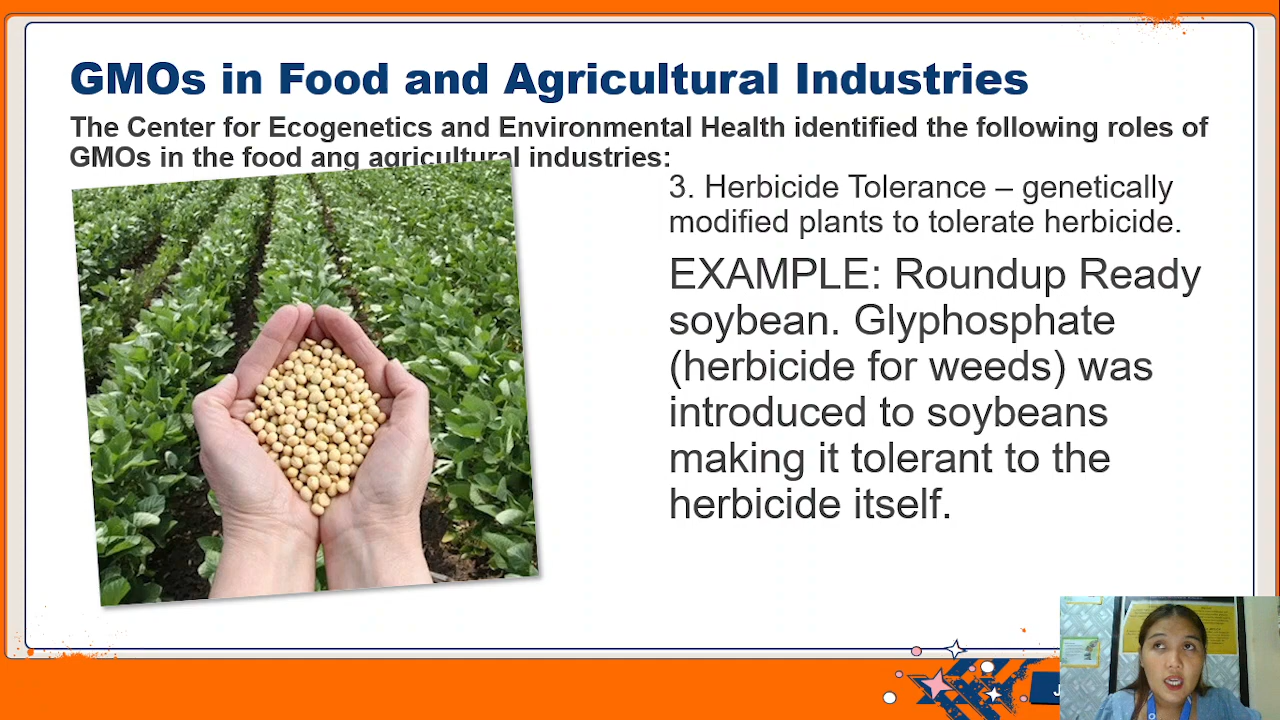 GMOs in Food and Agricultural Industries
The Center for Ecogenetics and Environmental Health identified the following roles of
GMOs in the food ang agricultural industries:
3. Herbicide Tolerance – genetically
modified plants to tolerate herbicide.
EXAMPLE: Roundup Ready
soybean. Glyphosphate
(herbicide for weeds) was
introduced to soybeans
making it tolerant to the
herbicide itself.
J